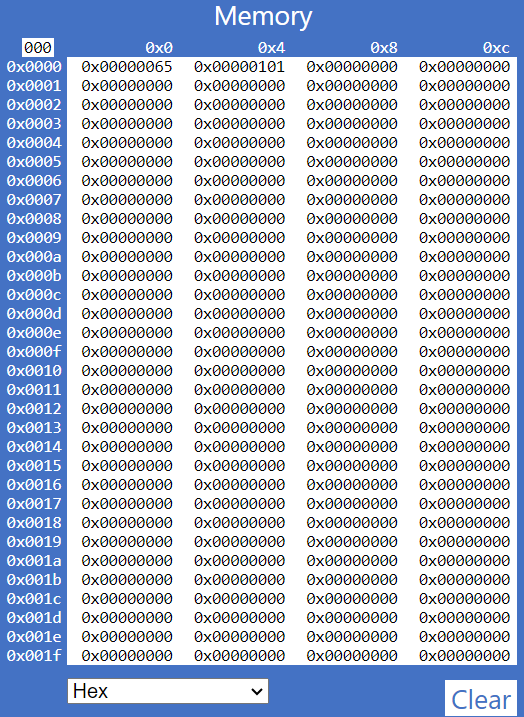 Memory
000 0x0 0x4 0x8 0xc
0x0000 0x00000065 0x00000101 0x00000000 0x00000000
0x0001 0x00000000 0x00000000 0x00000000 0x00000000
0x0002 0x00000000 0x00000000 0x00000000 0x00000000
0x0003 0x00000000 0x00000000 0x00000000 0x00000000
0x0004 0x00000000 0x00000000 0x00000000 0x00000000
0x0005 0x00000000 0x00000000 0x00000000 0x00000000
0x0006 0x00000000 0x00000000 0x00000000 0x00000000
0x0007 0x00000000 0x00000000 0x00000000 0x00000000
0x0008 0x00000000 0x00000000 0x00000000 0x00000000
0x0009 0x00000000 0x00000000 0x00000000 0x00000000
0x000a 0x00000000 0x00000000 0x00000000 0x00000000
0x000b 0x00000000 0x00000000 0x00000000 0x00000000
0x000c 0x00000000 0x00000000 0x00000000 0x00000000
0x000d 0x00000000 0x00000000 0x00000000 0x00000000
0x000e 0x00000000 0x00000000 0x00000000 0x00000000
0x000f 0x00000000 0x00000000 0x00000000 0x00000000
0x0010 0x00000000 0x00000000 0x00000000 0x00000000
0x0011 0x00000000 0x00000000 0x00000000 0x00000000
0x0012 0x00000000 0x00000000 0x00000000 0x00000000
0x0013 0x00000000 0x00000000 0x00000000 0x00000000
0x0014 0x00000000 0x00000000 0x00000000 0x00000000
0x0015 0x00000000 0x00000000 0x00000000 0x00000000
0x0016 0x00000000 0x00000000 0x00000000 0x00000000
0x0017 0x00000000 0x00000000 0x00000000 0x00000000
0x0018 0x00000000 0x00000000 0x00000000 0x00000000
0x0019 0x00000000 0x00000000 0x00000000 0x00000000
0x001a 0x00000000 0x00000000 0x00000000 0x00000000
0x001b 0x00000000 0x00000000 0x00000000 0x00000000
0x001c 0x00000000 0x00000000 0x00000000 0x00000000
0x001d 0x00000000 0x00000000 0x00000000 0x00000000
0x001e 0x00000000 0x00000000 0x00000000 0x00000000
0x001f 0x00000000 0x00000000 0x00000000 0x00000000
Hex
Clear